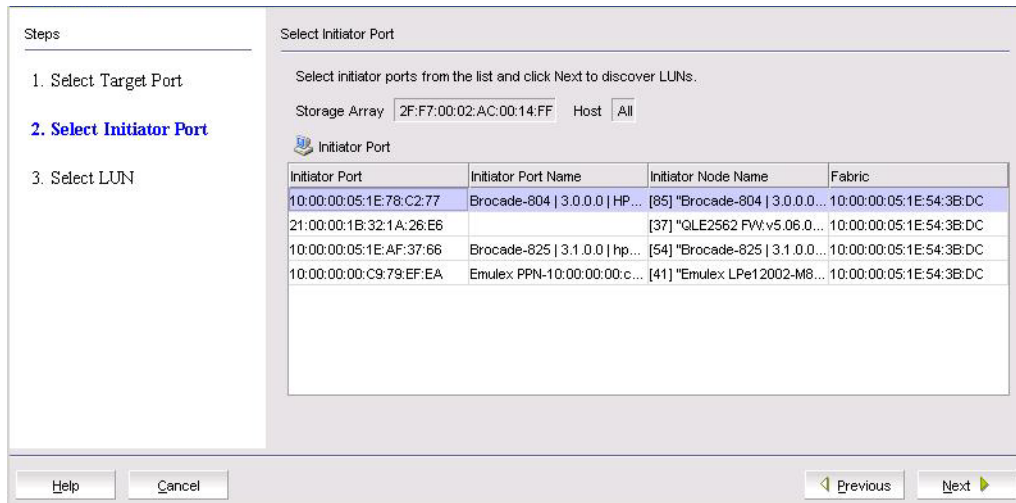 Steps
1. Select Target Port
2. Select Initiator Port
3. Select LUN
Select Initiator Port
Select initiator ports from the list and click Next to discover LUNs.
Storage Array 2F:F7:00:02:AC:00:14:FF Host All
Initiator Port
Initiator Port Initiator Port Name Initiator Node Name Fabric
10:00:00:05:1E:78:C2:77 Brocade-804 | 3.0.0.0 | HP... [85] "Brocade-804 | 3.0.0.0... 10:00:00:05:1E:54:3B:DC
21:00:00:1B:32:1A:26:E6 [37] "QLE2562 FW:v5.06.0... 10:00:00:05:1E:54:3B:DC
10:00:00:05:1E:AF:37:66 Brocade-825 | 3.1.0.0 | hp... [54] "Brocade-825 | 3.1.0.0... 10:00:00:05:1E:54:3B:DC
10:00:00:00:C9:79:EF:EA Emulex PPN-10:00:00:00:c... [41] "Emulex LPe12002-M8... 10:00:00:05:1E:54:3B:DC
Help Cancel Previous Next